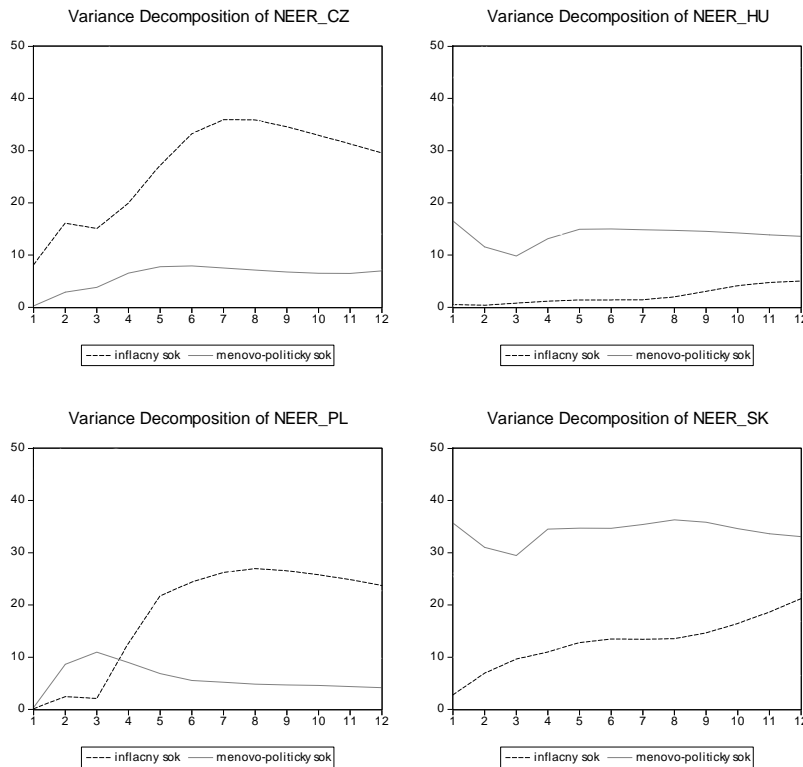 Variance Decomposition of NEER_CZ
50
40
30
20
10
0
1 2 3 4 5 6 7 8 9 10 11 12
inflacny sok menovo-politicky sok
Variance Decomposition of NEER_HU
50
40
30
20
10
0
1 2 3 4 5 6 7 8 9 10 11 12
inflacny sok menovo-politicky sok
Variance Decomposition of NEER_PL
50
40
30
20
10
0
1 2 3 4 5 6 7 8 9 10 11 12
inflacny sok menovo-politicky sok
Variance Decomposition of NEER_SK
50
40
30
20
10
0
1 2 3 4 5 6 7 8 9 10 11 12
inflacny sok menovo-politicky sok